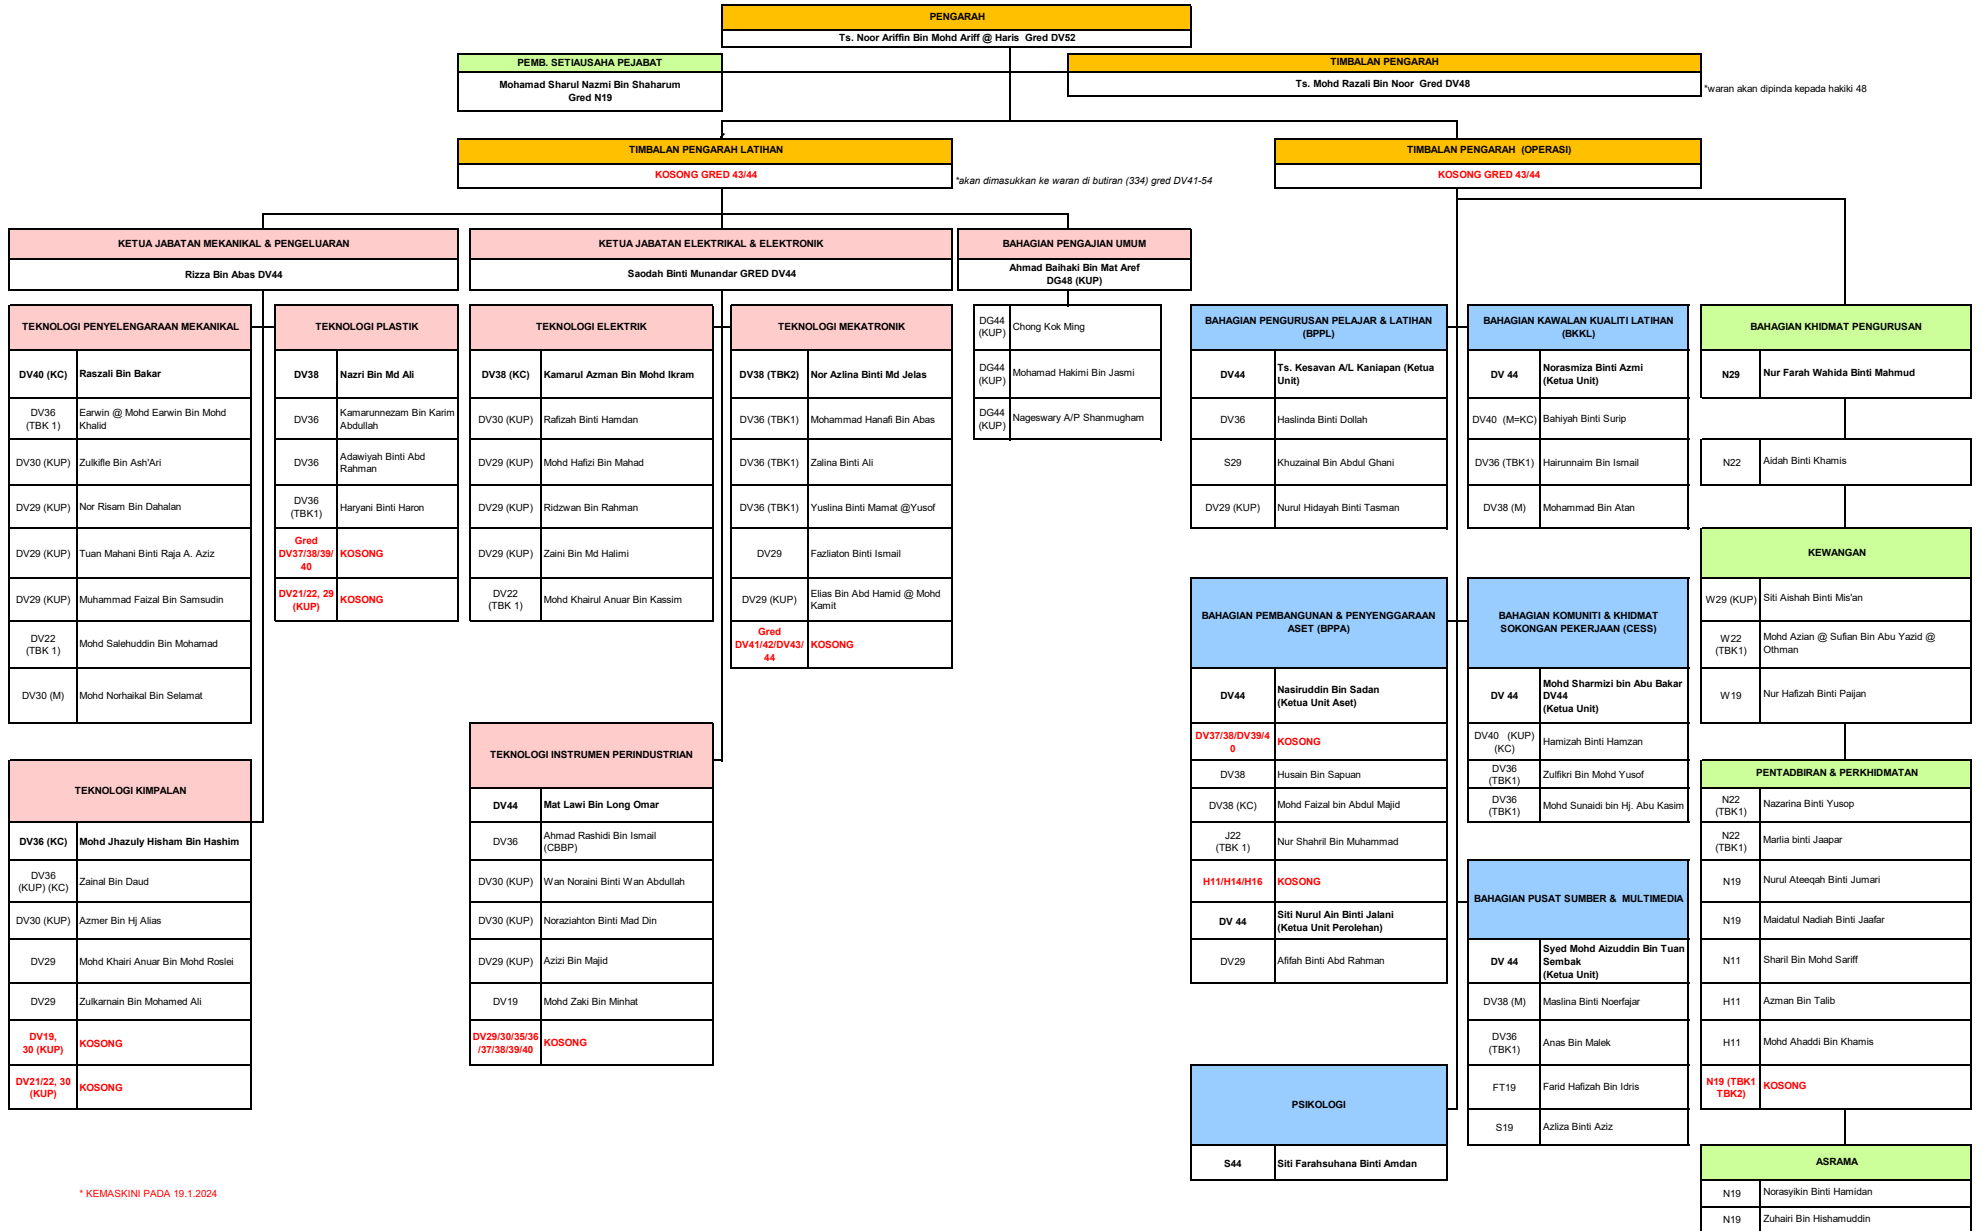 PENGARAH
Ts. Noor Ariffin Bin Mohd Ariff @ Haris Gred DV52
PEMB. SETIAUSAHA PEJABAT
Mohamad Sharul Nazmi Bin Shaharum
Gred N19
TIMBALAN PENGARAH
Ts. Mohd Razali Bin Noor Gred DV48
*waran akan dipinda kepada hakiki 48
TIMBALAN PENGARAH LATIHAN
KOSONG GRED 43/44
*akan dimasukkan ke waran di butiran (334) gred DV41-54
TIMBALAN PENGARAH (OPERASI)
KOSONG GRED 43/44
KETUA JABATAN MEKANIKAL & PENGELUARAN
Rizza Bin Abas DV44
KETUA JABATAN ELEKTRIKAL & ELEKTRONIK
Saodah Binti Munandar GRED DV44
BAHAGIAN PENGAJIAN UMUM
Ahmad Baihaki Bin Mat Aref
DG48 (KUP)
TEKNOLOGI PENYELENGARAAN MEKANIKAL
DV40 (KC) Raszali Bin Bakar
DV36
(TBK 1)
Earwin @ Mohd Earwin Bin Mohd
Khalid
DV30 (KUP) Zulkifle Bin Ash'Ari
DV29 (KUP) Nor Risam Bin Dahalan
DV29 (KUP) Tuan Mahani Binti Raja A. Aziz
DV29 (KUP) Muhammad Faizal Bin Samsudin
DV22
(TBK 1)
Mohd Salehuddin Bin Mohamad
DV30 (M) Mohd Norhaikal Bin Selamat
TEKNOLOGI KIMPALAN
DV36 (KC) Mohd Jhazuly Hisham Bin Hashim
DV36
(KUP) (KC)
Zainal Bin Daud
DV30 (KUP) Azmer Bin Hj Alias
DV29 Mohd Khairi Anuar Bin Mohd Roslei
DV29 Zulkarnain Bin Mohamed Ali
DV19,
30 (KUP)
KOSONG
DV21/22, 30
(KUP)
KOSONG
TEKNOLOGI PLASTIK
DV38 Nazri Bin Md Ali
DV36
Kamarunnezam Bin Karim
Abdullah
DV36
Adawiyah Binti Abd
Rahman
DV36
(TBK1)
Haryani Binti Haron
Gred
DV37/38/39/
40
KOSONG
DV21/22, 29
(KUP)
KOSONG
TEKNOLOGI ELEKTRIK
DV38 (KC) Kamarul Azman Bin Mohd Ikram
DV30 (KUP) Rafizah Binti Hamdan
DV29 (KUP) Mohd Hafizi Bin Mahad
DV29 (KUP) Ridzwan Bin Rahman
DV29 (KUP) Zaini Bin Md Halimi
DV22
(TBK 1)
Mohd Khairul Anuar Bin Kassim
TEKNOLOGI INSTRUMEN PERINDUSTRIAN
DV44 Mat Lawi Bin Long Omar
DV36
Ahmad Rashidi Bin Ismail
(CBBP)
DV30 (KUP) Wan Noraini Binti Wan Abdullah
DV30 (KUP) Noraziahton Binti Mad Din
DV29 (KUP) Azizi Bin Majid
DV19 Mohd Zaki Bin Minhat
DV29/30/35/36
/37/38/39/40
KOSONG
TEKNOLOGI MEKATRONIK
DV38 (TBK2) Nor Azlina Binti Md Jelas
DV36 (TBK1) Mohammad Hanafi Bin Abas
DV36 (TBK1) Zalina Binti Ali
DV36 (TBK1) Yuslina Binti Mamat @Yusof
DV29 Fazliaton Binti Ismail
DV29 (KUP)
Elias Bin Abd Hamid @ Mohd
Kamit
Gred
DV41/42/DV43/
44
KOSONG
DG44
(KUP)
Chong Kok Ming
DG44
(KUP)
Mohamad Hakimi Bin Jasmi
DG44
(KUP)
Nageswary A/P Shanmugham
BAHAGIAN PENGURUSAN PELAJAR & LATIHAN
(BPPL)
DV44
Ts. Kesavan A/L Kaniapan (Ketua
Unit)
DV36 Haslinda Binti Dollah
S29 Khuzainal Bin Abdul Ghani
DV29 (KUP) Nurul Hidayah Binti Tasman
BAHAGIAN PEMBANGUNAN & PENYENGGARAAN
ASET (BPPA)
DV44
Nasiruddin Bin Sadan
(Ketua Unit Aset)
DV37/38/DV39/4
0
KOSONG
DV38 Husain Bin Sapuan
DV38 (KC) Mohd Faizal bin Abdul Majid
J22
(TBK 1)
Nur Shahril Bin Muhammad
H11/H14/H16 KOSONG
DV 44
Siti Nurul Ain Binti Jalani
(Ketua Unit Perolehan)
DV29 Afifah Binti Abd Rahman
PSIKOLOGI
S44 Siti Farahsuhana Binti Amdan
BAHAGIAN KAWALAN KUALITI LATIHAN
(BKKL)
DV 44
Norasmiza Binti Azmi
(Ketua Unit)
DV40 (M=KC) Bahiyah Binti Surip
DV36 (TBK1) Hairunnaim Bin Ismail
DV38 (M) Mohammad Bin Atan
BAHAGIAN KOMUNITI & KHIDMAT
SOKONGAN PEKERJAAN (CESS)
DV 44
Mohd Sharmizi bin Abu Bakar
DV44
(Ketua Unit)
DV40 (KUP)
(KC)
Hamizah Binti Hamzan
DV36
(TBK1)
Zulfikri Bin Mohd Yusof
DV36
(TBK1)
Mohd Sunaidi bin Hj. Abu Kasim
BAHAGIAN PUSAT SUMBER & MULTIMEDIA
DV 44
Syed Mohd Aizuddin Bin Tuan
Sembak
(Ketua Unit)
DV38 (M) Maslina Binti Noerfajar
DV36
(TBK1)
Anas Bin Malek
FT19 Farid Hafizah Bin Idris
S19 Azliza Binti Aziz
BAHAGIAN KHIDMAT PENGURUSAN
N29 Nur Farah Wahida Binti Mahmud
N22 Aidah Binti Khamis
KEWANGAN
W29 (KUP) Siti Aishah Binti Mis'an
W22
(TBK1)
Mohd Azian @ Sufian Bin Abu Yazid @
Othman
W19 Nur Hafizah Binti Paijan
PENTADBIRAN & PERKHIDMATAN
N22
(TBK1)
Nazarina Binti Yusop
N22
(TBK1)
Marlia binti Jaapar
N19 Nurul Ateeqah Binti Jumari
N19 Maidatul Nadiah Binti Jaafar
N11 Sharil Bin Mohd Sariff
H11 Azman Bin Talib
H11 Mohd Ahaddi Bin Khamis
N19 (TBK1
TBK2)
KOSONG
ASRAMA
N19 Norasyikin Binti Hamidan
N19 Zuhairi Bin Hishamuddin
* KEMASKINI PADA 19.1.2024